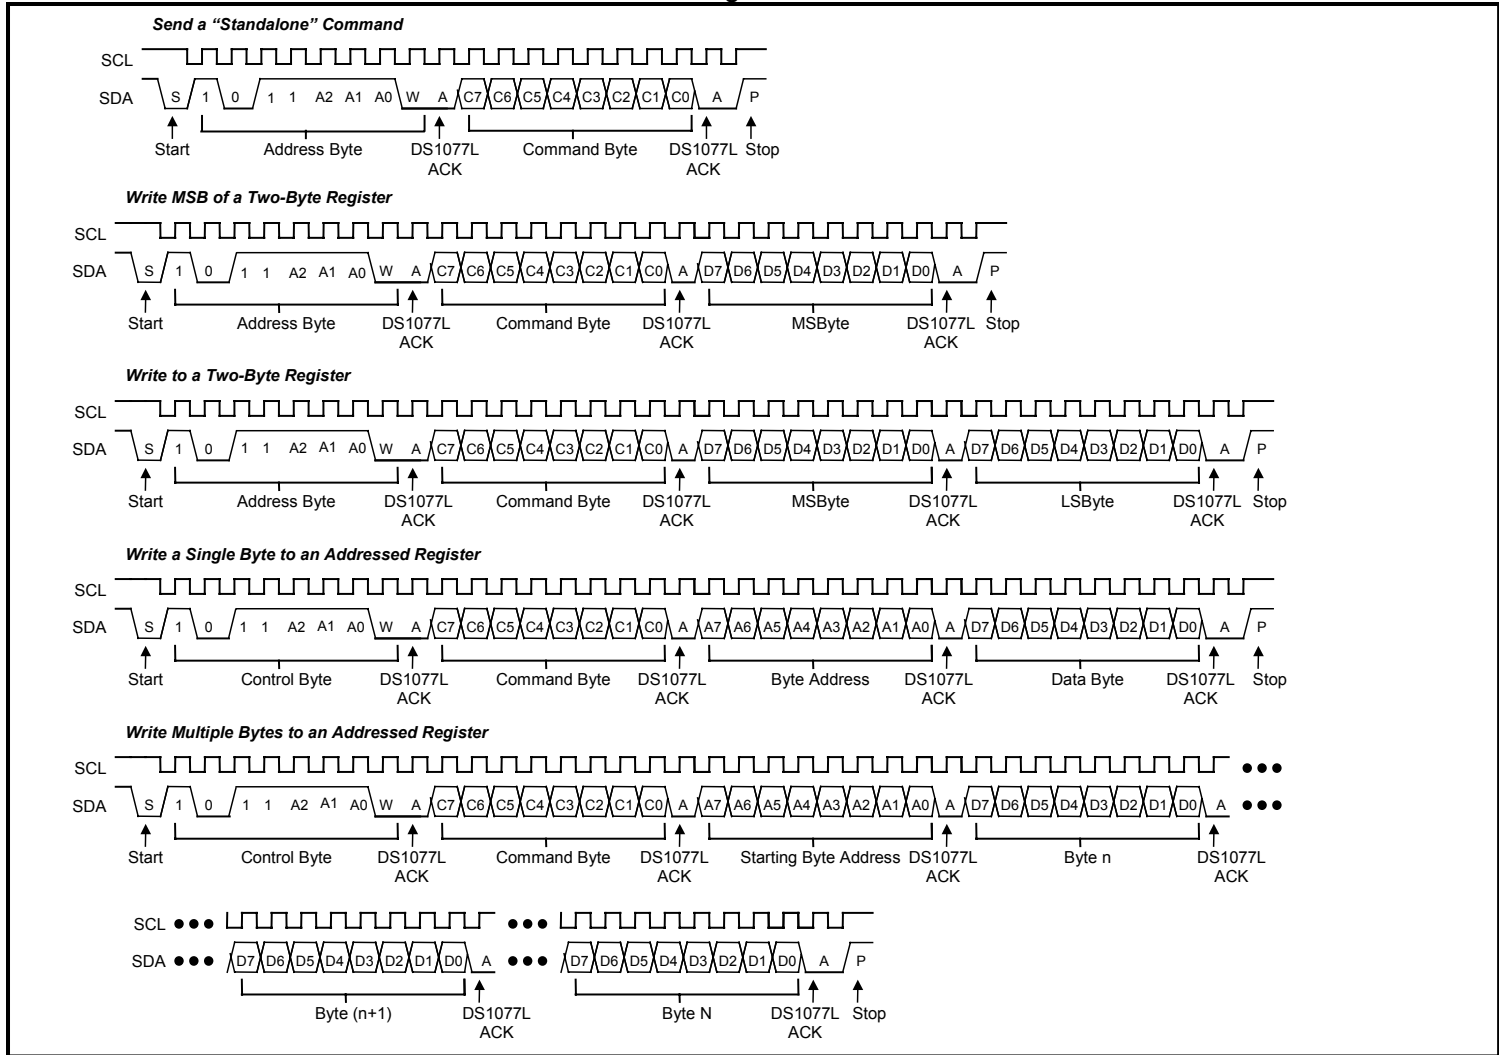 Send a “Standalone” Command
SCL
SDA S 1 0 1 1 A2 A1 A0 W A C7 C6 C5 C4 C3 C2 C1 C0 A P
Start Address Byte DS1077L Command Byte DS1077L Stop
ACK ACK
Write MSB of a Two-Byte Register
SCL
SDA S 1 0 1 1 A2 A1 A0 W A C7 C6 C5 C4 C3 C2 C1 C0 A D7 D6 D5 D4 D3 D2 D1 D0 A P
Start Address Byte DS1077L Command Byte DS1077L MSByte DS1077L Stop
ACK ACK ACK
Write to a Two-Byte Register
SCL
SDA S 1 0 1 1 A2 A1 A0 W A C7 C6 C5 C4 C3 C2 C1 C0 A D7 D6 D5 D4 D3 D2 D1 D0 A D7 D6 D5 D4 D3 D2 D1 D0 A P
Start Address Byte DS1077L Command Byte DS1077L MSByte DS1077L LSByte DS1077L Stop
ACK ACK ACK ACK
Write a Single Byte to an Addressed Register
SCL
SDA S 1 0 1 1 A2 A1 A0 W A C7 C6 C5 C4 C3 C2 C1 C0 A A7 A6 A5 A4 A3 A2 A1 A0 A D7 D6 D5 D4 D3 D2 D1 D0 A P
Start Control Byte DS1077L Command Byte DS1077L Byte Address DS1077L Data Byte DS1077L Stop
ACK ACK ACK ACK
Write Multiple Bytes to an Addressed Register
SCL
SDA S 1 0 1 1 A2 A1 A0 W A C7 C6 C5 C4 C3 C2 C1 C0 A A7 A6 A5 A4 A3 A2 A1 A0 A D7 D6 D5 D4 D3 D2 D1 D0 A
Start Control Byte DS1077L Command Byte DS1077L Starting Byte Address DS1077L Byte n DS1077L
ACK ACK ACK ACK
SCL
SDA D7 D6 D5 D4 D3 D2 D1 D0 A D7 D6 D5 D4 D3 D2 D1 D0 A P
Byte (n+1) DS1077L Byte N DS1077L Stop
ACK ACK